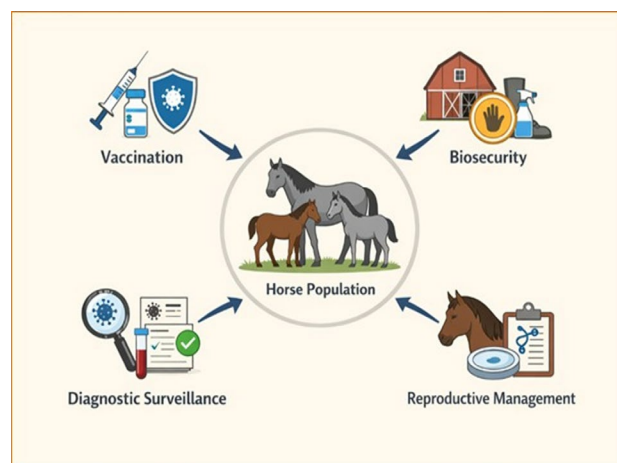 Vaccination
Biosecurity
Horse Population
Diagnostic Surveillance
Reproductive Management